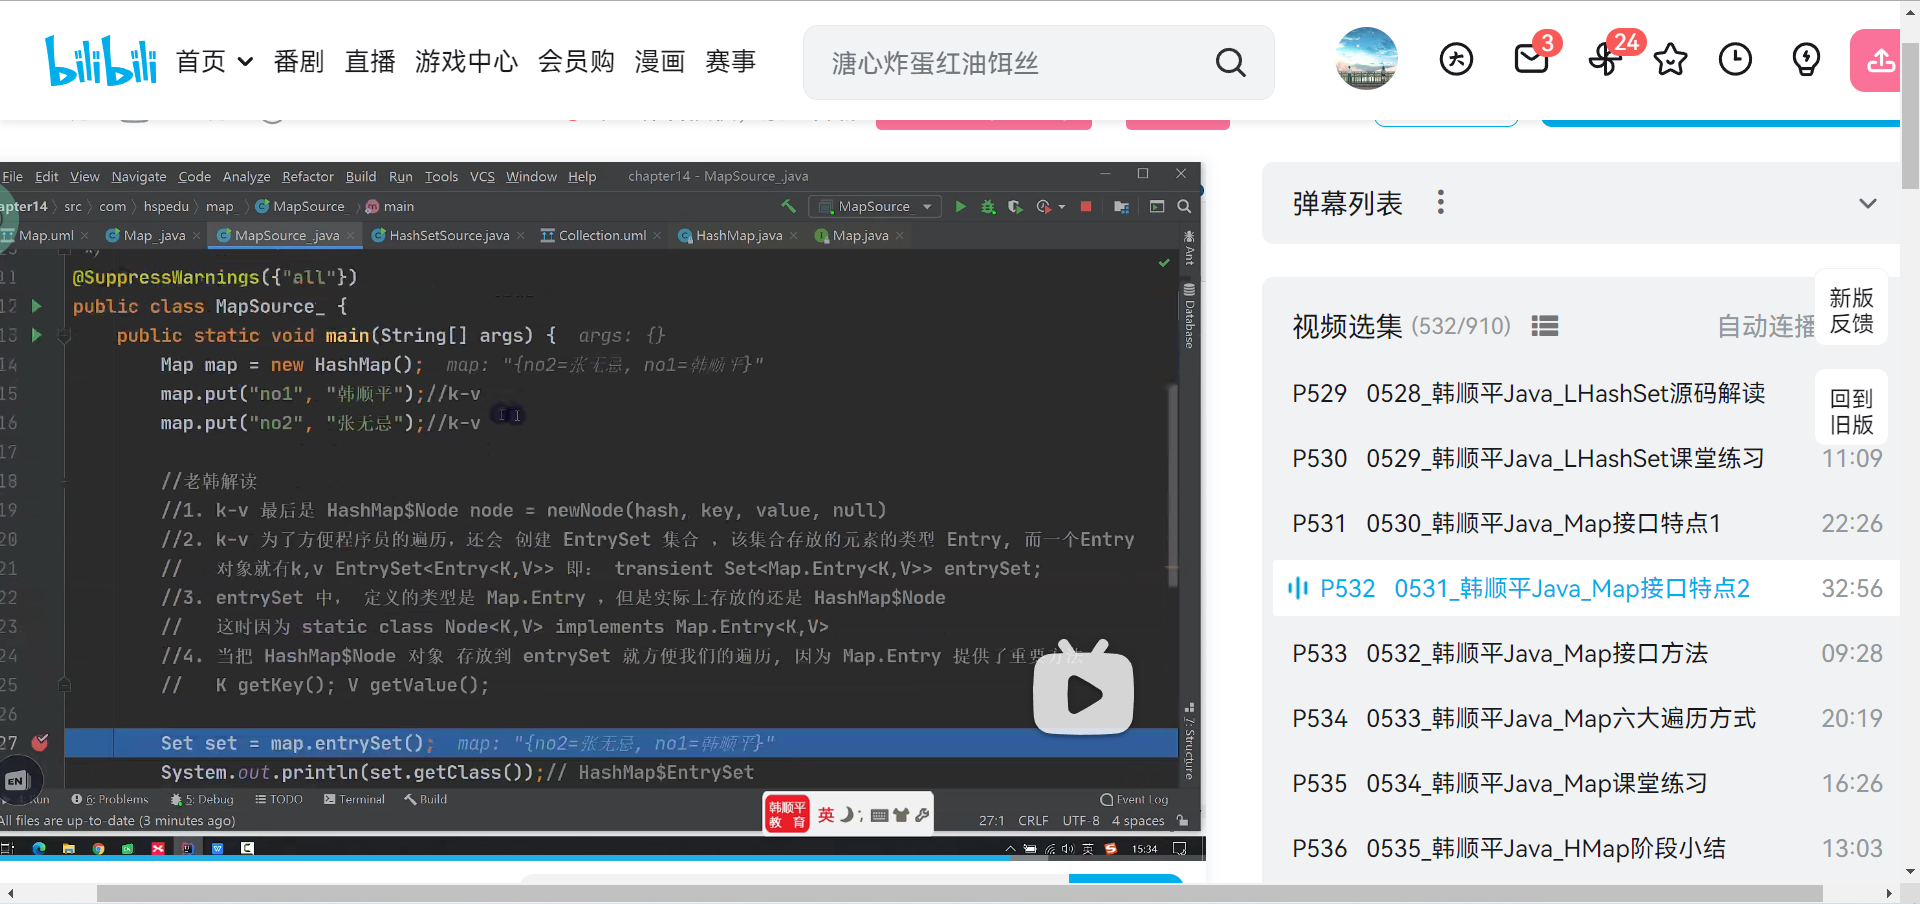 bilibili 首页 番剧 直播 游戏中心 会员购 漫画 赛事
溏心炸蛋红油饵丝
大
3
24
File Edit View Navigate Code Analyze Refactor Build Run Tools VCS Window Help chapter14 - MapSource_.java
apter14 src com hspedu map_ MapSource_ main
MapSource_
Map.uml Map_.java MapSource_.java HashSetSource.java Collection.uml HashMap.java Map.java
11 @SuppressWarnings({"all"})
12 public class MapSource_ {
13 public static void main(String[] args) { args: {}
14 Map map = new HashMap(); map: "{no2=张无忌, no1=韩顺平}"
15 map.put("no1", "韩顺平");//k-v
16 map.put("no2", "张无忌");//k-v
17
18 //老韩解读
19 //1. k-v 最后是 HashMap$Node node = newNode(hash, key, value, null)
20 //2. k-v 为了方便程序员的遍历，还会 创建 EntrySet 集合 ，该集合存放的元素的类型 Entry, 而一个Entry
21 // 对象就有k,v EntrySet<Entry<K,V>> 即： transient Set<Map.Entry<K,V>> entrySet;
22 //3. entrySet 中， 定义的类型是 Map.Entry ，但是实际上存放的还是 HashMap$Node
23 // 这时因为 static class Node<K,V> implements Map.Entry<K,V>
24 //4. 当把 HashMap$Node 对象 存放到 entrySet 就方便我们的遍历, 因为 Map.Entry 提供了重要方法
25 // K getKey(); V getValue();
26
27 Set set = map.entrySet(); map: "{no2=张无忌, no1=韩顺平}"
System.out.println(set.getClass());// HashMap$EntrySet
Ant
Database
7: Structure
EN
4: Run 6: Problems 5: Debug TODO Terminal Build
Event Log
All files are up-to-date (3 minutes ago)
27:1 CRLF UTF-8 4 spaces
韩顺平
教育
英
英 15:34
弹幕列表
视频选集 (532/910) 自动连播
新版
反馈
回到
旧版
P529 0528_韩顺平Java_LHashSet源码解读
P530 0529_韩顺平Java_LHashSet课堂练习 11:09
P531 0530_韩顺平Java_Map接口特点1 22:26
P532 0531_韩顺平Java_Map接口特点2 32:56
P533 0532_韩顺平Java_Map接口方法 09:28
P534 0533_韩顺平Java_Map六大遍历方式 20:19
P535 0534_韩顺平Java_Map课堂练习 16:26
P536 0535_韩顺平Java_HMap阶段小结 13:03